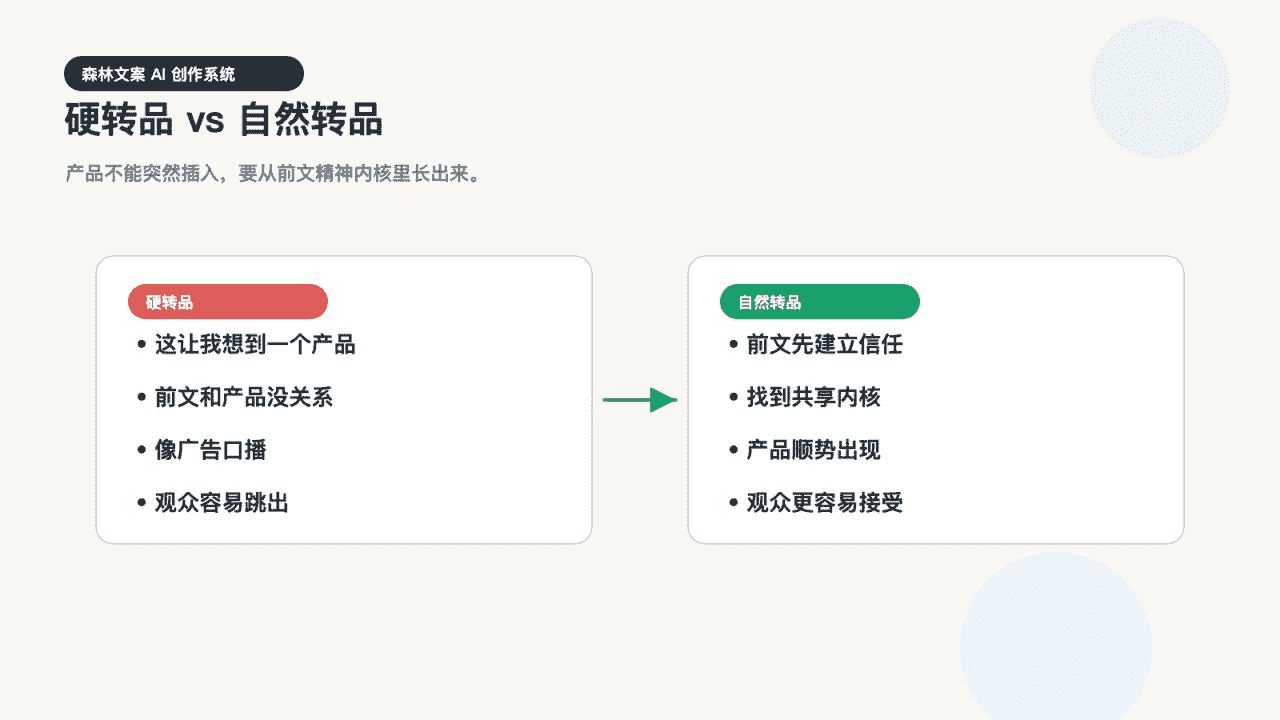 森林文案 AI 创作系统
硬转品 vs 自然转品
产品不能突然插入，要从前文精神内核里长出来。
硬转品
• 这让我想到一个产品
• 前文和产品没关系
• 像广告口播
• 观众容易跳出
自然转品
• 前文先建立信任
• 找到共享内核
• 产品顺势出现
• 观众更容易接受